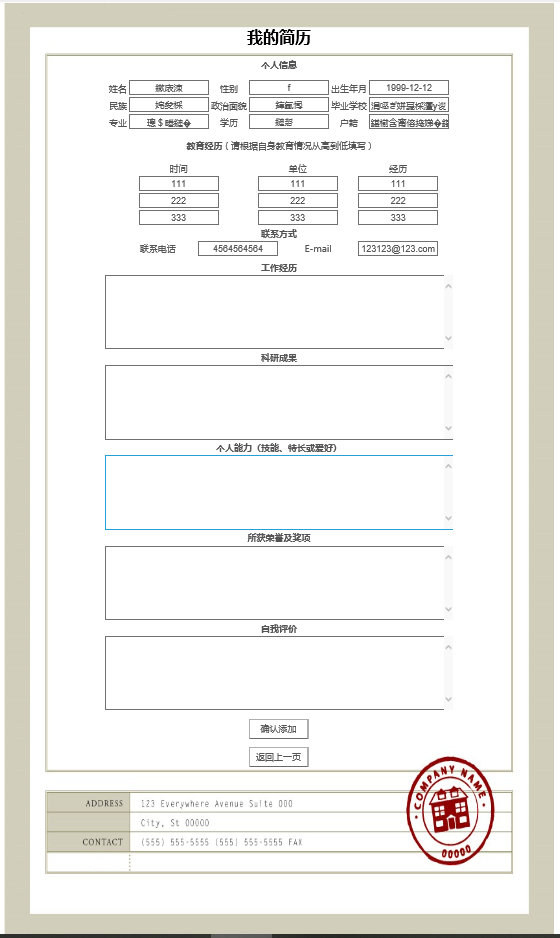 我的简历
个人信息
姓名 性别 f 出生年月 1999-12-12
民族 政治面貌 毕业学校
专业 学历 户籍
教育经历（请根据自身教育情况从高到低填写）
时间 单位 经历
111 111 111
222 222 222
333 333 333
联系方式
联系电话 4564564564 E-mail 123123@123.com
工作经历
科研成果
个人能力（技能、特长或爱好）
所获荣誉及奖项
自我评价
确认添加
返回上一页
COMPANY NAME
00000
ADDRESS 123 Everywhere Avenue Suite 000
City, St 00000
CONTACT (555) 555-5555 (555) 555-5555 FAX